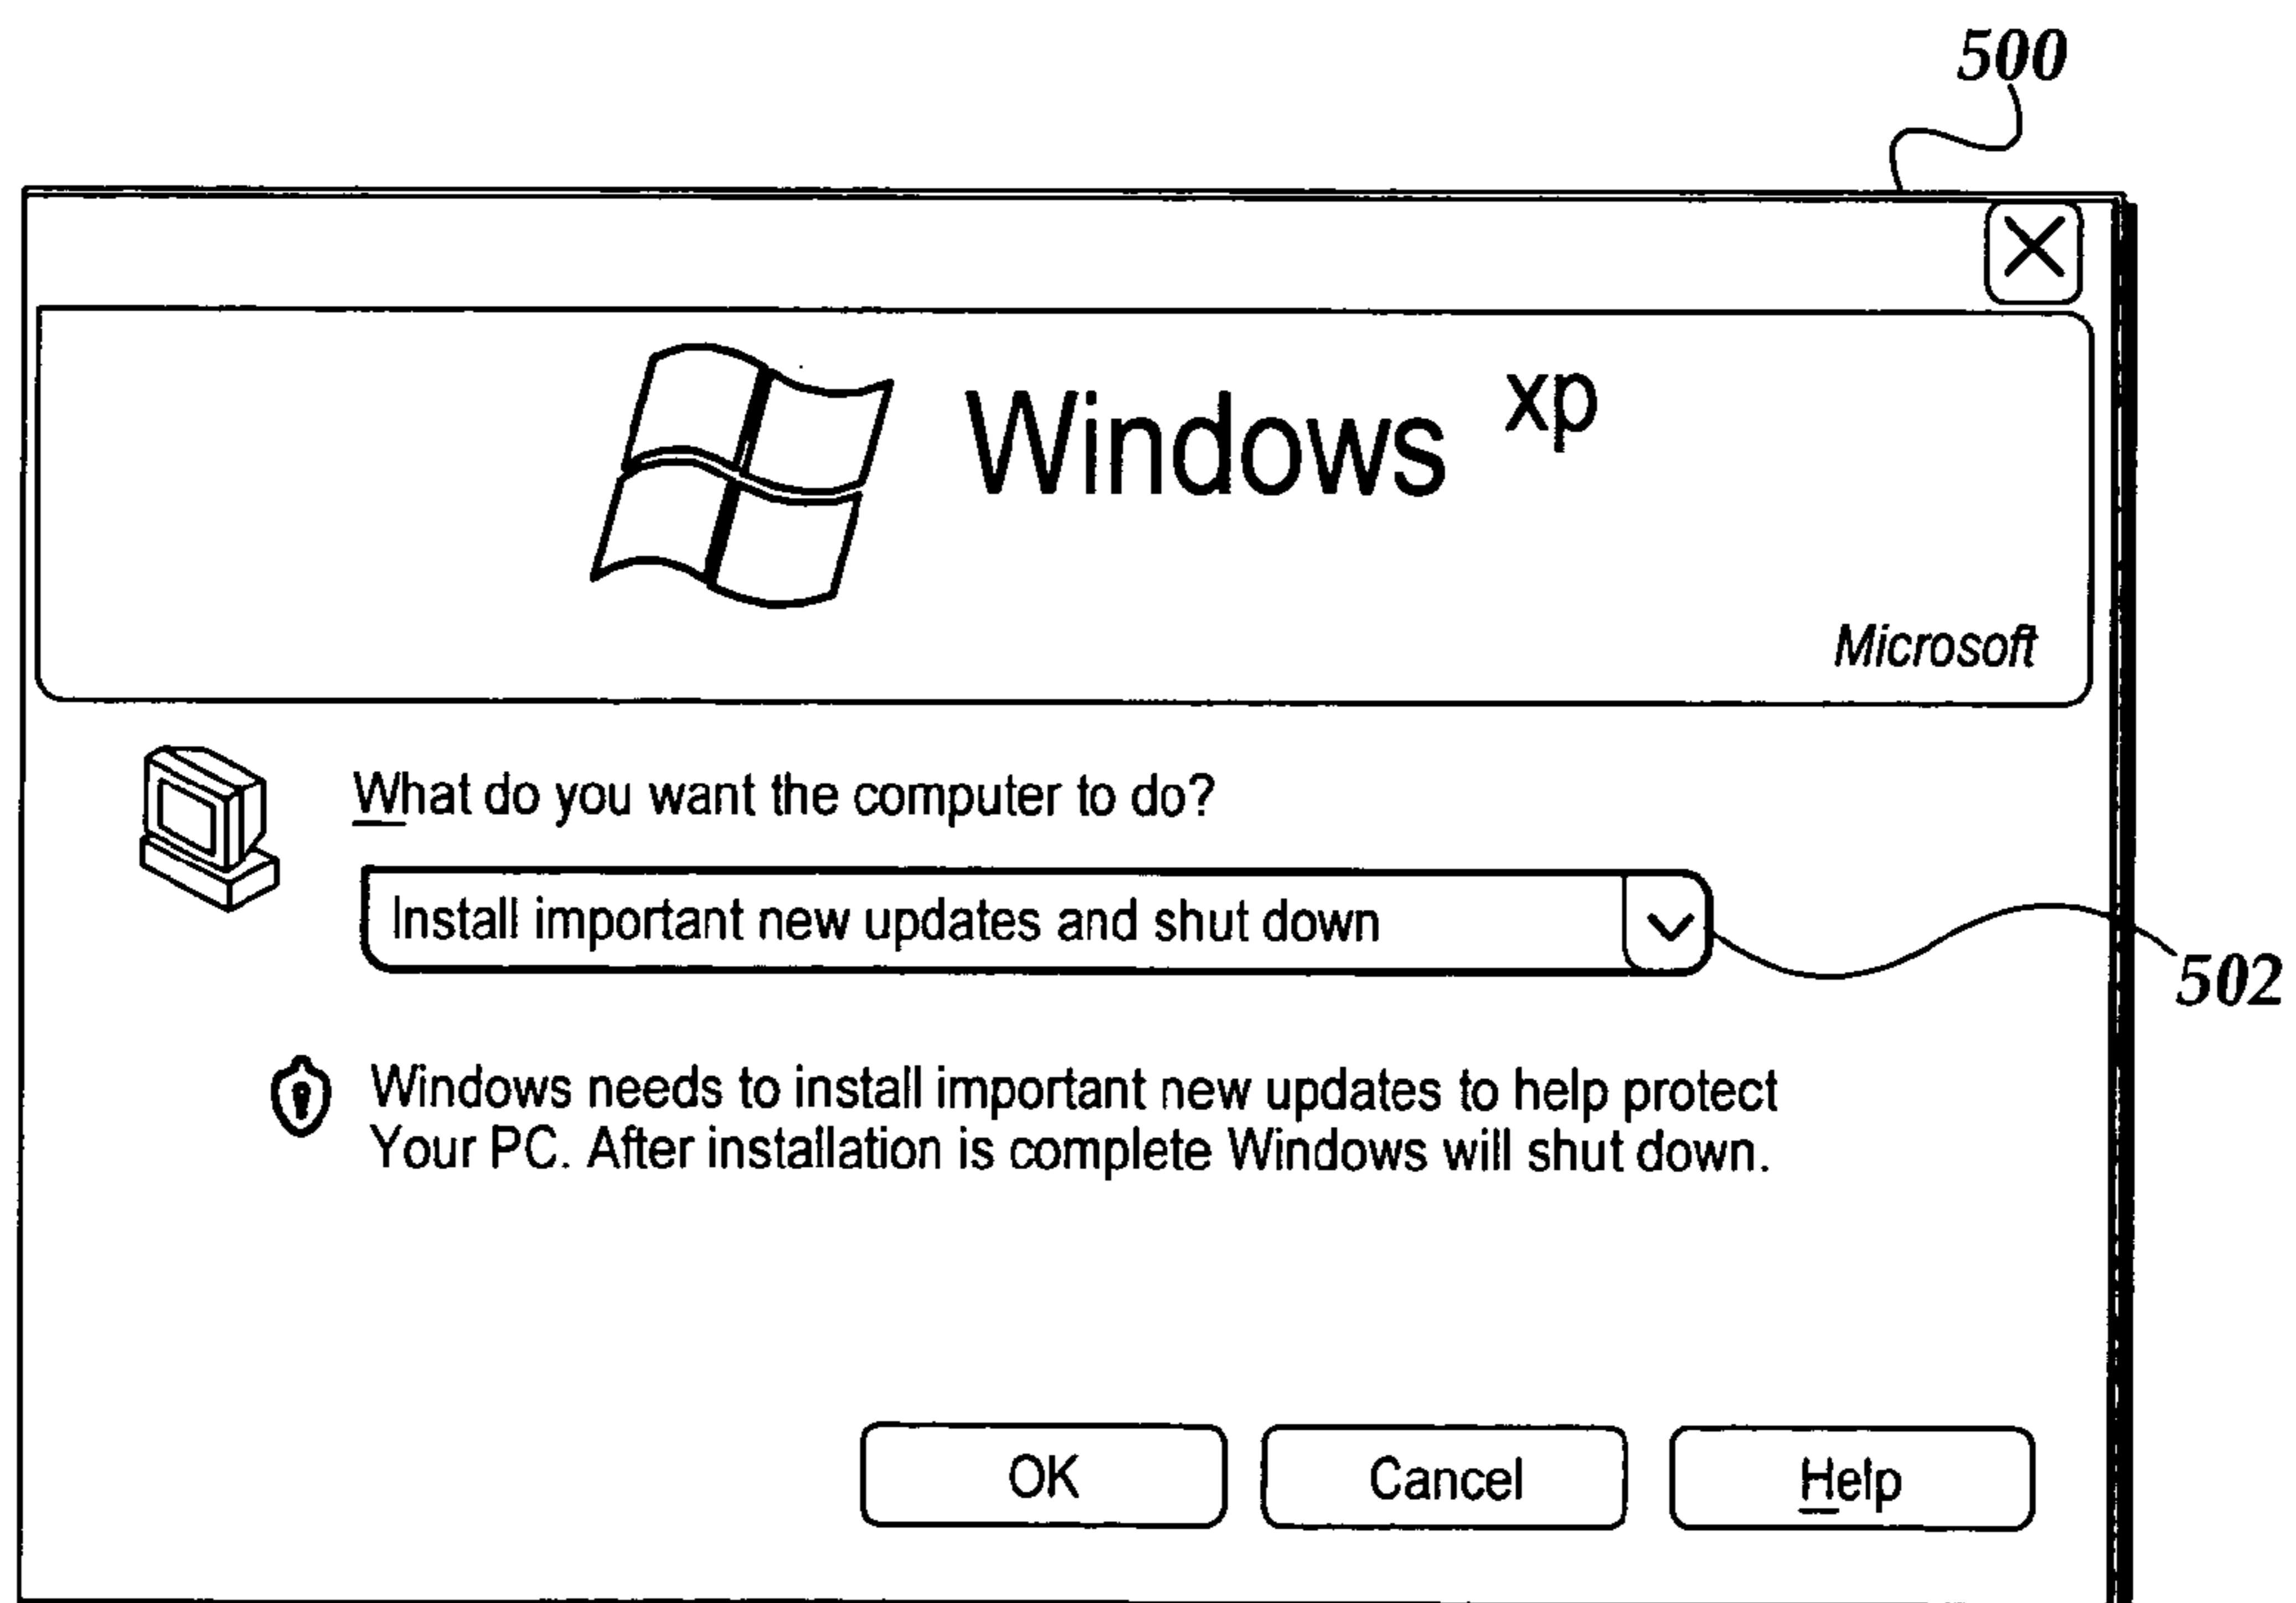 500
Windows xp
Microsoft
What do you want the computer to do?
Install important new updates and shut down
502
Windows needs to install important new updates to help protect
Your PC. After installation is complete Windows will shut down.
OK
Cancel
Help